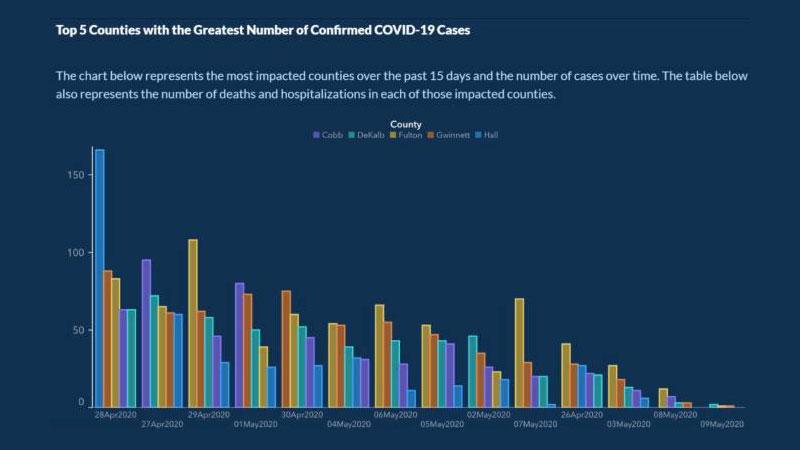 Top 5 Counties with the Greatest Number of Confirmed COVID-19 Cases
The chart below represents the most impacted counties over the past 15 days and the number of cases over time. The table below
also represents the number of deaths and hospitalizations in each of those impacted counties.
County
Cobb DeKalb Fulton Gwinnett Hall
150
100
50
0
28Apr2020 29Apr2020 30Apr2020 06May2020 02May2020 26Apr2020 08May2020
27Apr2020 01May2020 04May2020 05May2020 07May2020 03May2020 09May2020